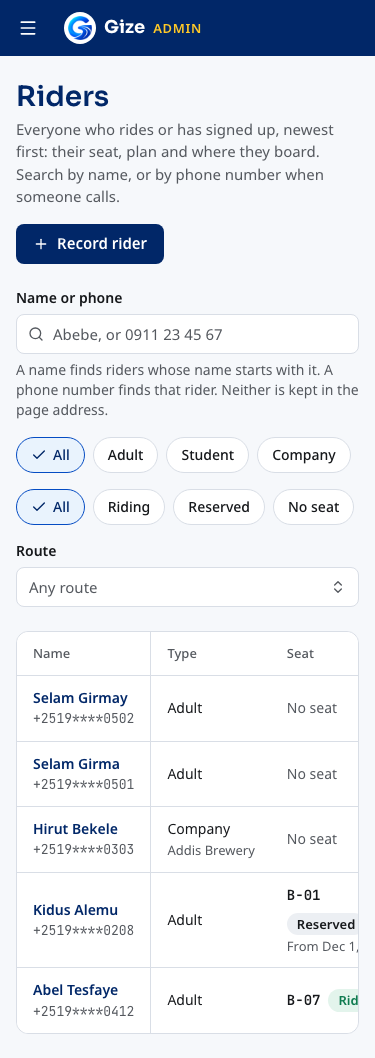 Gize ADMIN
Riders
Everyone who rides or has signed up, newest
first: their seat, plan and where they board.
Search by name, or by phone number when
someone calls.
+ Record rider
Name or phone
Abebe, or 0911 23 45 67
A name finds riders whose name starts with it. A
phone number finds that rider. Neither is kept in the
page address.
All Adult Student Company
All Riding Reserved No seat
Route
Any route
Name Type Seat
Selam Girmay
+2519****0502
Adult
No seat
Selam Girma
+2519****0501
Adult
No seat
Hirut Bekele
+2519****0303
Company
Addis Brewery
No seat
Kidus Alemu
+2519****0208
Adult
B-01
Reserved
From Dec 1,
Abel Tesfaye
+2519****0412
Adult
B-07